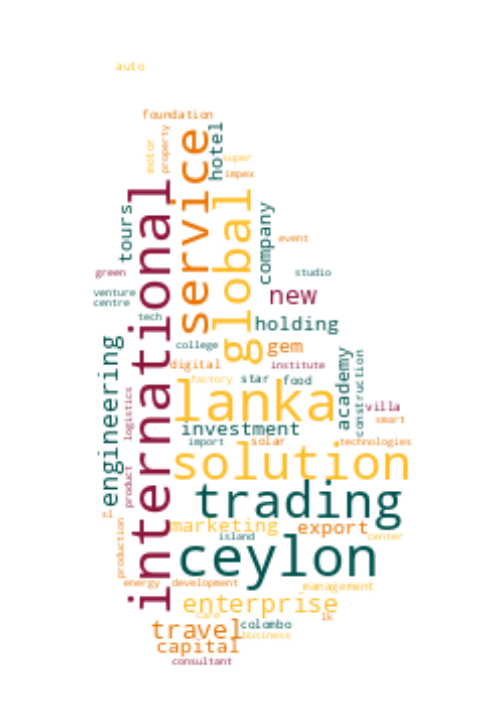 auto
foundation
motor
property
service
hotel
super
impex
international
tours
global
company
event
green
studio
venture
new
centre
tech
holding
engineering
college
gem
digital
institute
academy
construction
factory
star
food
lanka
logistics
villa
smart
investment
import
solar
technologies
solution
product
trading
sl
production
marketing
export
island
center
ceylon
energy
development
management
enterprise
care
lk
travel
colombo
business
capital
consultant